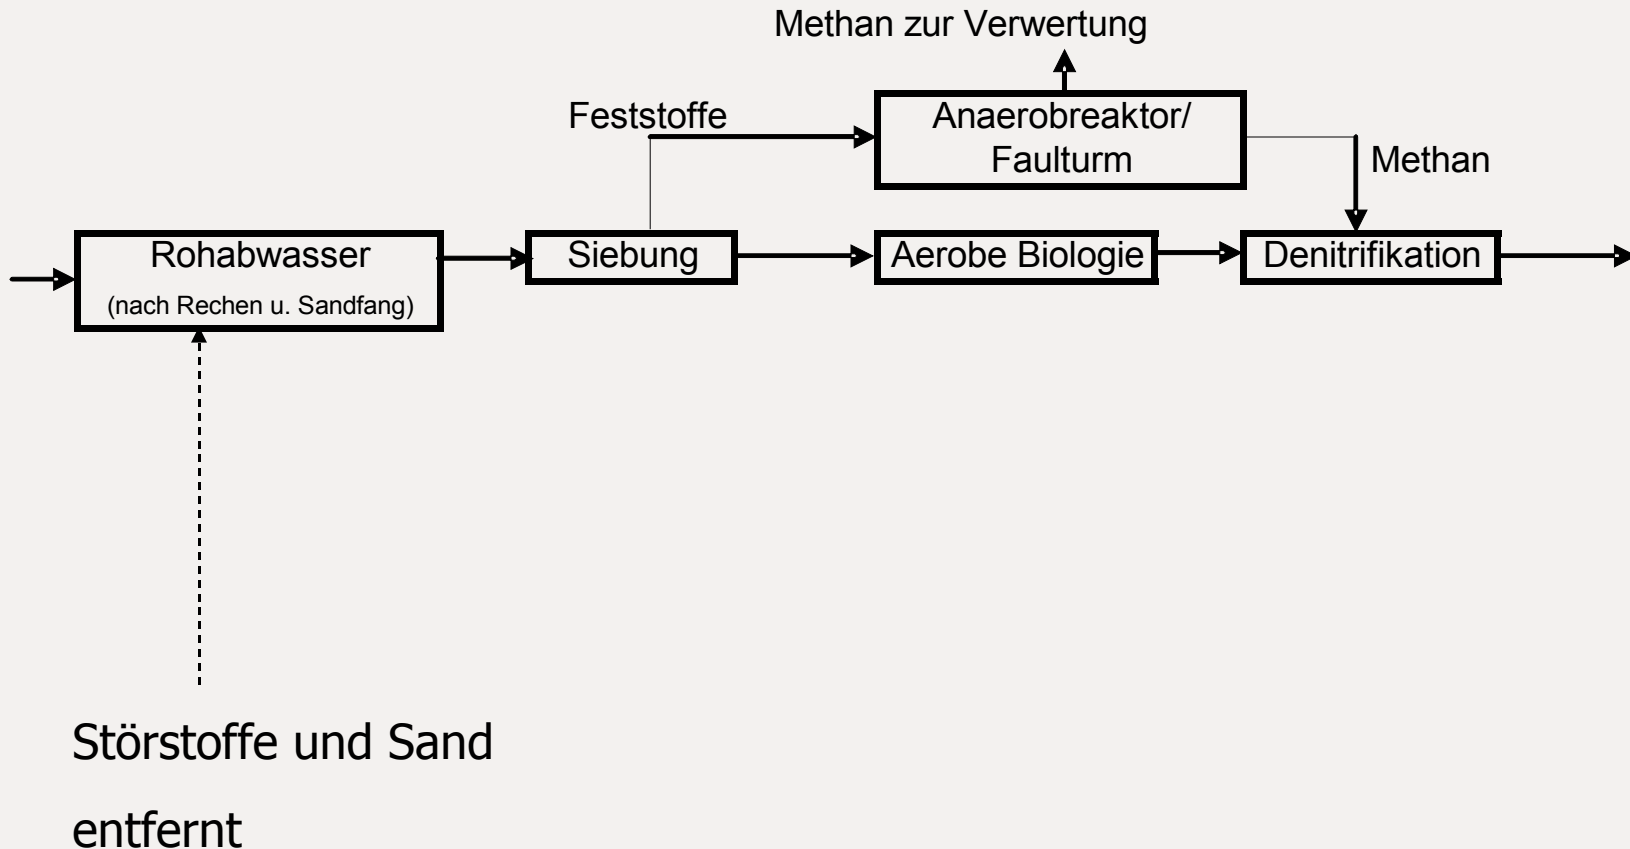 Methan zur Verwertung
Feststoffe
Anaerobreaktor/
Faulturm
Methan
Rohabwasser
(nach Rechen u. Sandfang)
Siebung
Aerobe Biologie
Denitrifikation
Störstoffe und Sand
entfernt